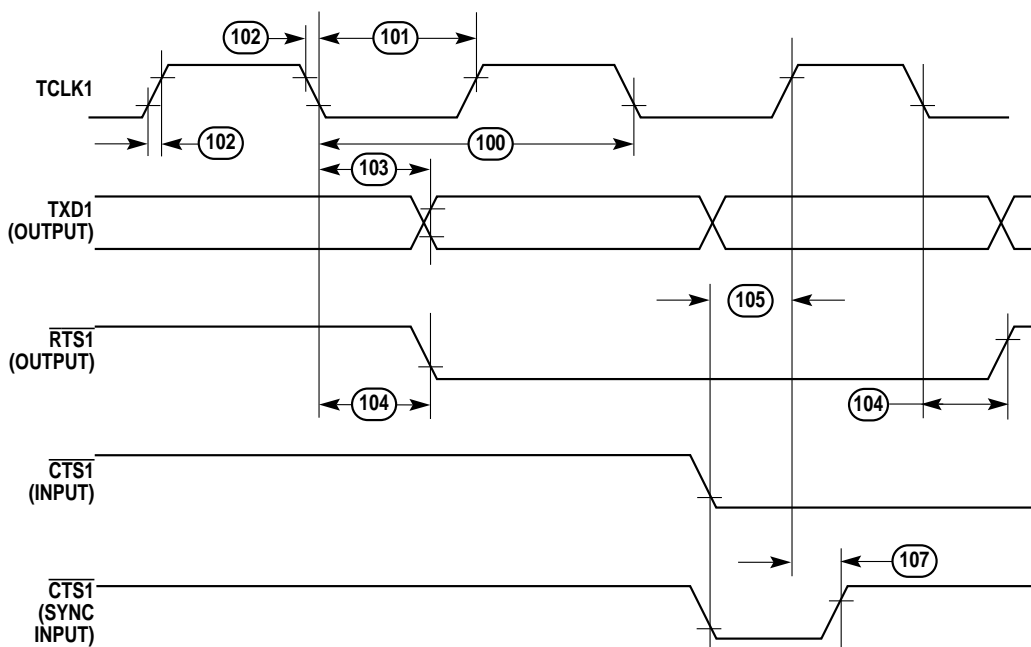 102
101
TCLK1
102
100
103
TXD1
(OUTPUT)
105
RTS1
(OUTPUT)
104
104
CTS1
(INPUT)
107
CTS1
(SYNC
INPUT)